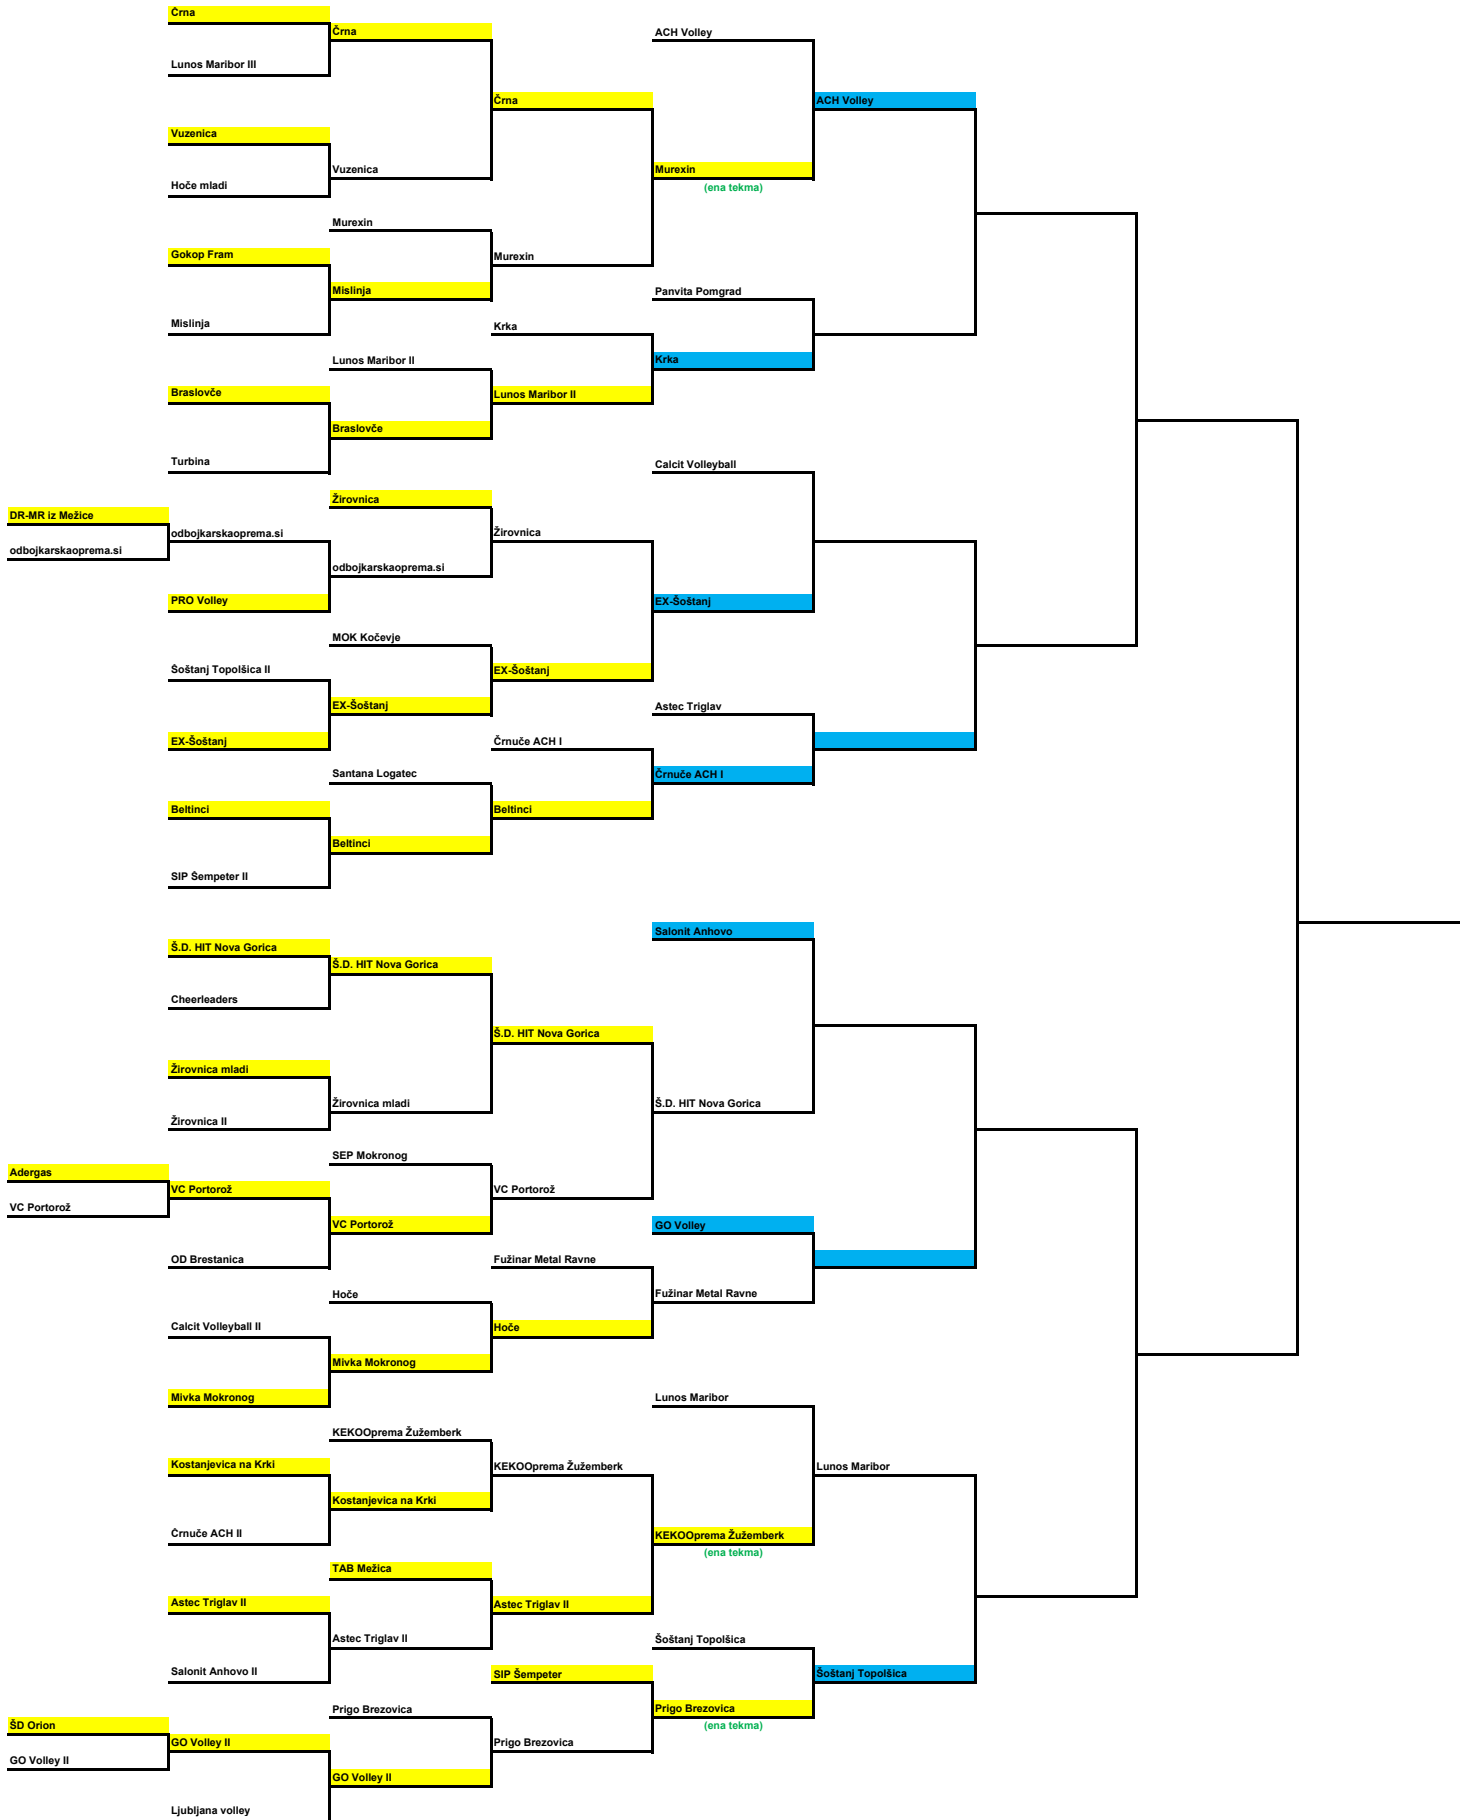 Črna
Lunos Maribor III
Vuzenica
Hoče mladi
Gokop Fram
Mislinja
Braslovče
Turbina
DR-MR iz Mežice
odbojkarskaoprema.si
odbojkarskaoprema.si
PRO Volley
Šoštanj Topolšica II
EX-Šoštanj
Beltinci
SIP Šempeter II
Š.D. HIT Nova Gorica
Cheerleaders
Žirovnica mladi
Žirovnica II
Adergas
VC Portorož
VC Portorož
OD Brestanica
Calcit Volleyball II
Mivka Mokronog
Kostanjevica na Krki
Črnuče ACH II
Astec Triglav II
Salonit Anhovo II
ŠD Orion
GO Volley II
GO Volley II
Ljubljana volley
Črna
Vuzenica
Murexin
Mislinja
Lunos Maribor II
Braslovče
Žirovnica
odbojkarskaoprema.si
MOK Kočevje
EX-Šoštanj
Santana Logatec
Beltinci
Š.D. HIT Nova Gorica
Žirovnica mladi
SEP Mokronog
VC Portorož
Hoče
Mivka Mokronog
KEKOOprema Žužemberk
Kostanjevica na Krki
TAB Mežica
Astec Triglav II
Prigo Brezovica
GO Volley II
Črna
Murexin
Krka
Lunos Maribor II
Žirovnica
EX-Šoštanj
Črnuče ACH I
Beltinci
Š.D. HIT Nova Gorica
VC Portorož
Fužinar Metal Ravne
Hoče
KEKOOprema Žužemberk
Astec Triglav II
SIP Šempeter
Prigo Brezovica
ACH Volley
Murexin
(ena tekma)
Panvita Pomgrad
Krka
Calcit Volleyball
EX-Šoštanj
Astec Triglav
Črnuče ACH I
Salonit Anhovo
Š.D. HIT Nova Gorica
GO Volley
Fužinar Metal Ravne
Lunos Maribor
KEKOOprema Žužemberk
(ena tekma)
Šoštanj Topolšica
Prigo Brezovica
(ena tekma)
ACH Volley
Lunos Maribor
Šoštanj Topolšica